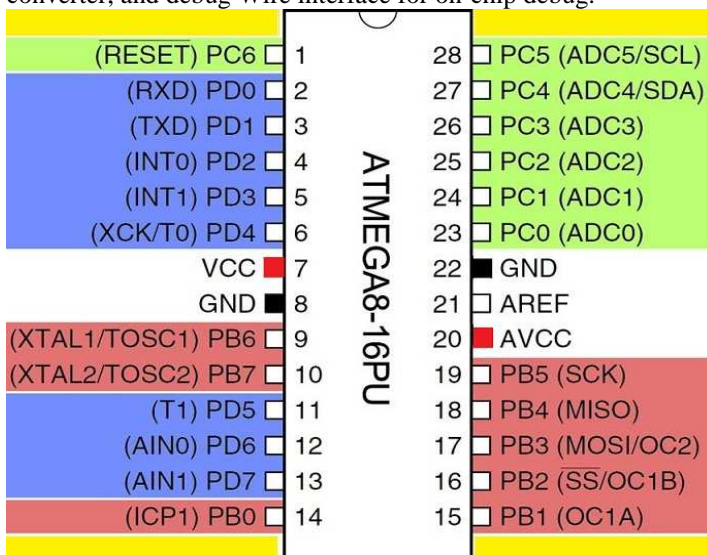 converter, and debug-Wire interface for on-chip debug.
(RESET) PC6 1 28 PC5 (ADC5/SCL)
(RXD) PD0 2 27 PC4 (ADC4/SDA)
(TXD) PD1 3 26 PC3 (ADC3)
(INT0) PD2 4 25 PC2 (ADC2)
(INT1) PD3 5 24 PC1 (ADC1)
(XCK/T0) PD4 6 23 PC0 (ADC0)
VCC 7 22 GND
GND 8 21 AREF
(XTAL1/TOSC1) PB6 9 20 AVCC
(XTAL2/TOSC2) PB7 10 19 PB5 (SCK)
(T1) PD5 11 18 PB4 (MISO)
(AIN0) PD6 12 17 PB3 (MOSI/OC2)
(AIN1) PD7 13 16 PB2 (SS/OC1B)
(ICP1) PB0 14 15 PB1 (OC1A)
ATMEGA8-16PU